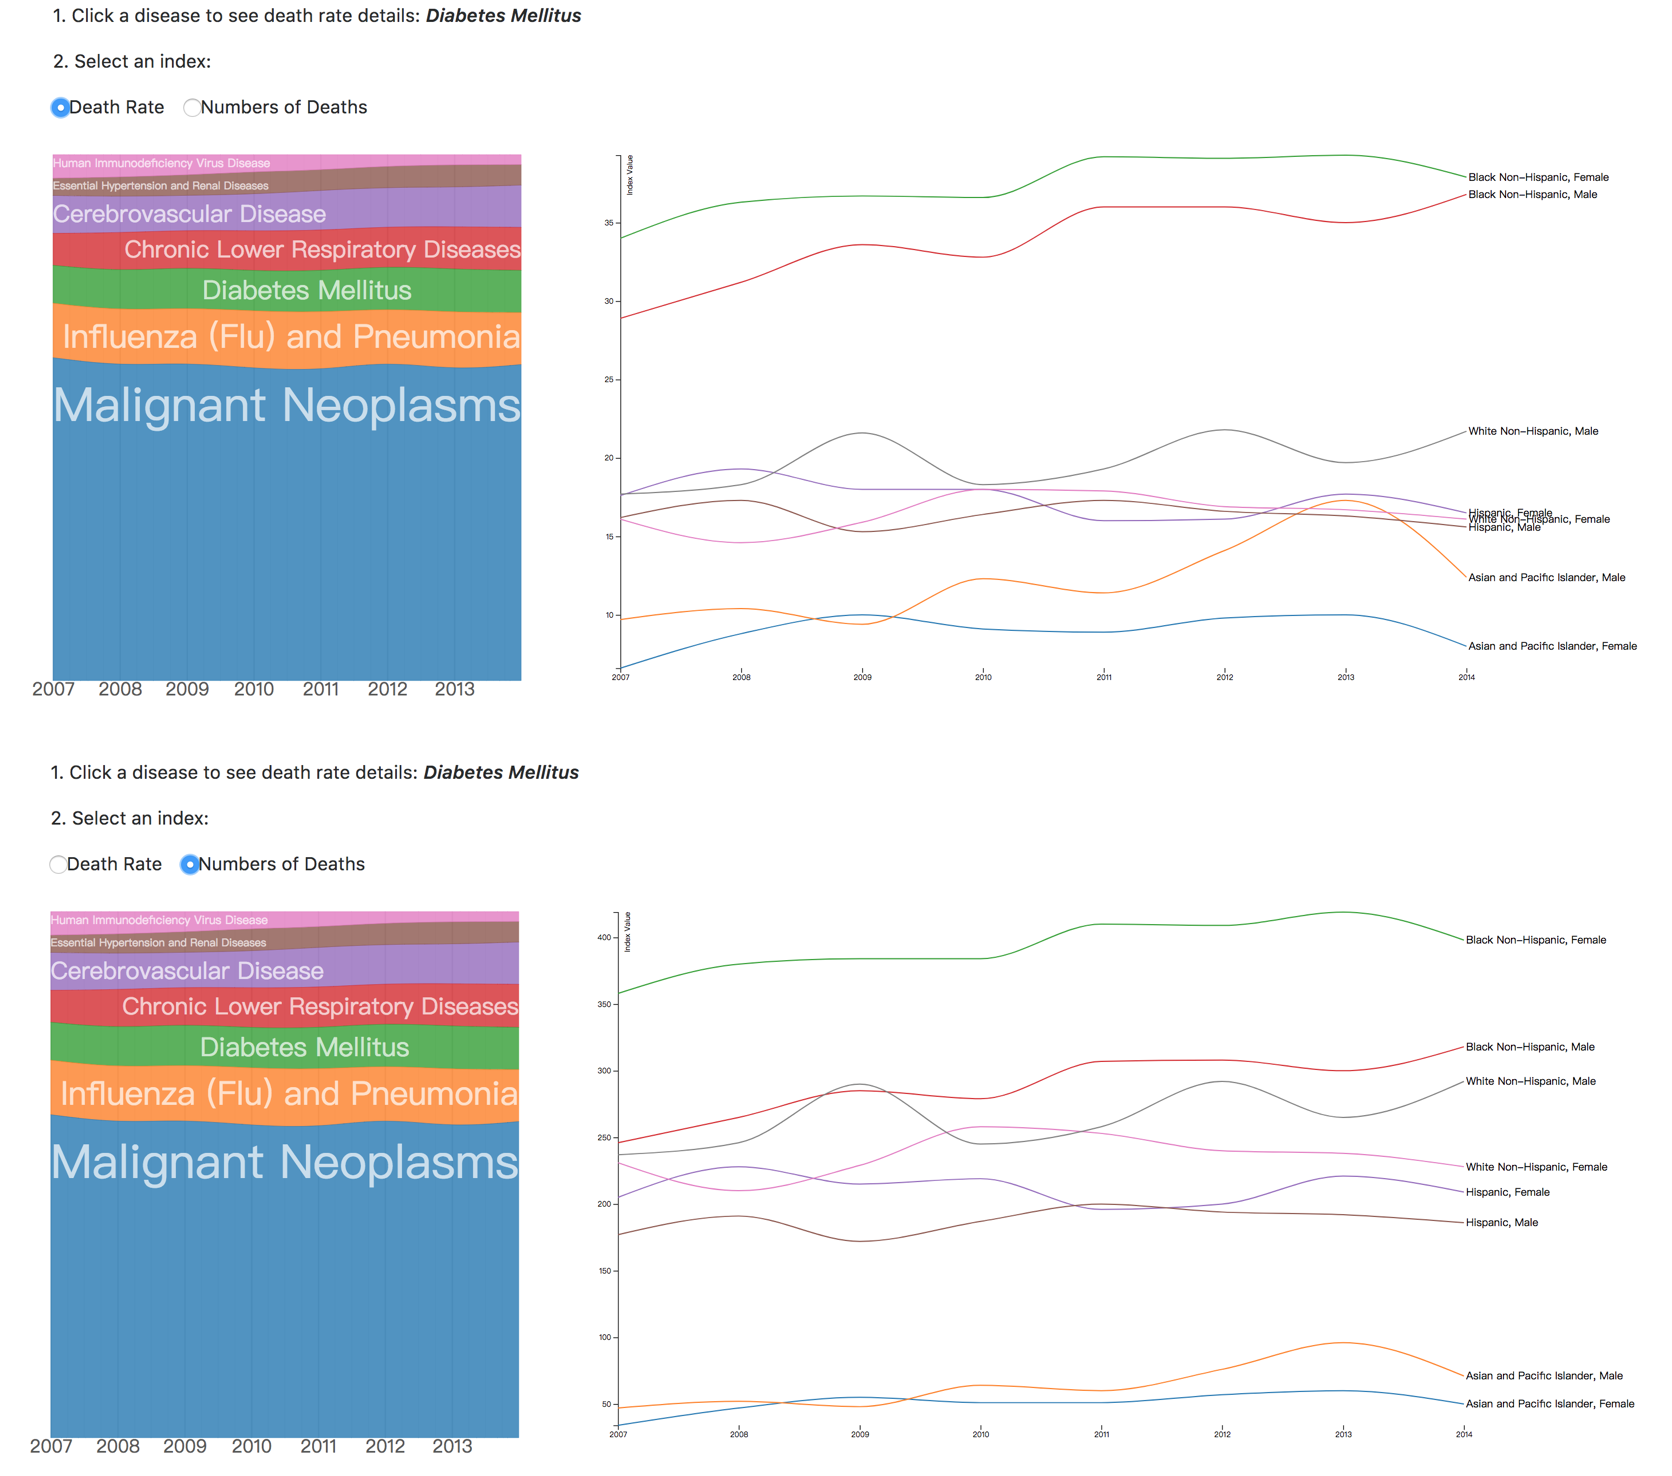 1. Click a disease to see death rate details: Diabetes Mellitus
2. Select an index:
Death Rate Numbers of Deaths
Human Immunodeficiency Virus Disease
Essential Hypertension and Renal Diseases
Cerebrovascular Disease
Chronic Lower Respiratory Diseases
Diabetes Mellitus
Influenza (Flu) and Pneumonia
Malignant Neoplasms
2007 2008 2009 2010 2011 2012 2013
Index Value
35
30
25
20
15
10
2007 2008 2009 2010 2011 2012 2013 2014
Black Non-Hispanic, Female
Black Non-Hispanic, Male
White Non-Hispanic, Male
Hispanic, Female
White Non-Hispanic, Female
Hispanic, Male
Asian and Pacific Islander, Male
Asian and Pacific Islander, Female
1. Click a disease to see death rate details: Diabetes Mellitus
2. Select an index:
Death Rate Numbers of Deaths
Human Immunodeficiency Virus Disease
Essential Hypertension and Renal Diseases
Cerebrovascular Disease
Chronic Lower Respiratory Diseases
Diabetes Mellitus
Influenza (Flu) and Pneumonia
Malignant Neoplasms
2007 2008 2009 2010 2011 2012 2013
Index Value
400
350
300
250
200
150
100
50
2007 2008 2009 2010 2011 2012 2013 2014
Black Non-Hispanic, Female
Black Non-Hispanic, Male
White Non-Hispanic, Male
White Non-Hispanic, Female
Hispanic, Female
Hispanic, Male
Asian and Pacific Islander, Male
Asian and Pacific Islander, Female